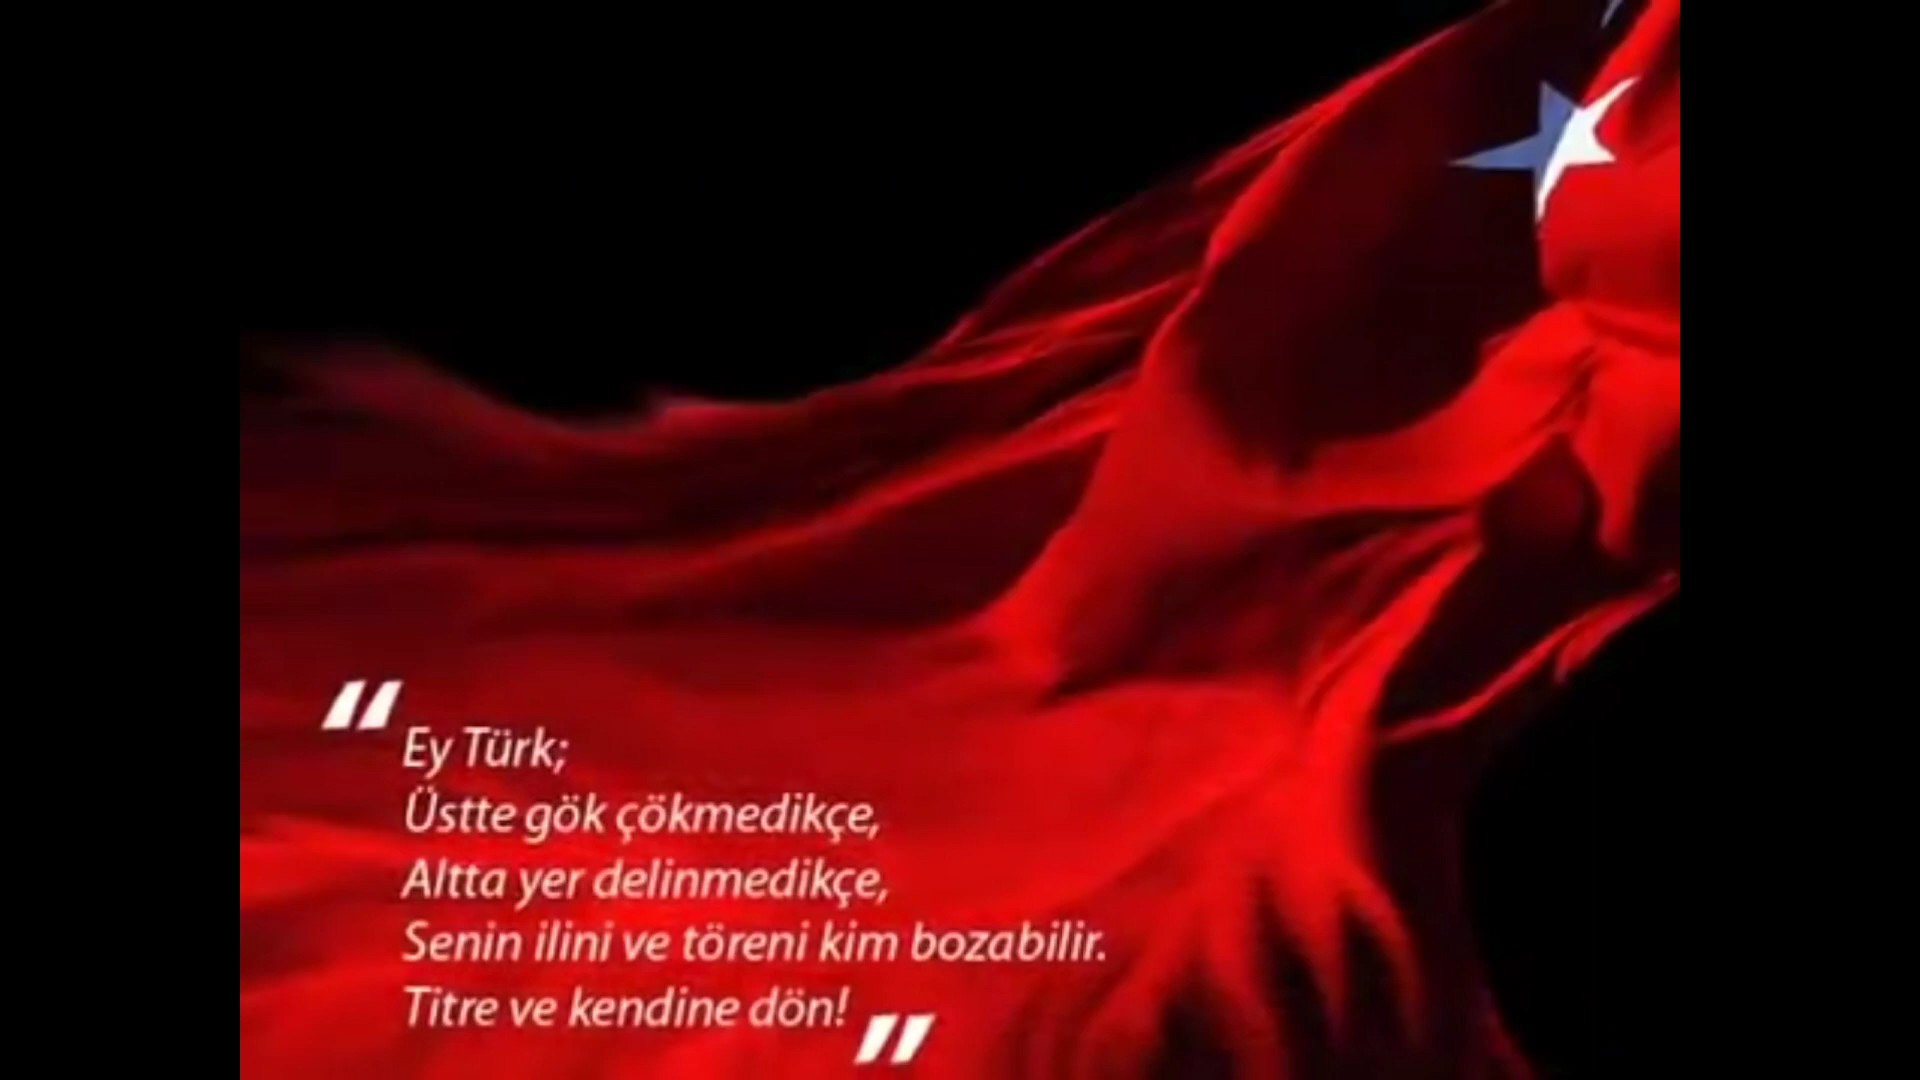 “Ey Türk;
Üstte gök çökmedikçe,
Altta yer delinmedikçe,
Senin ilini ve töreni kim bozabilir.
Titre ve kendine dön!”